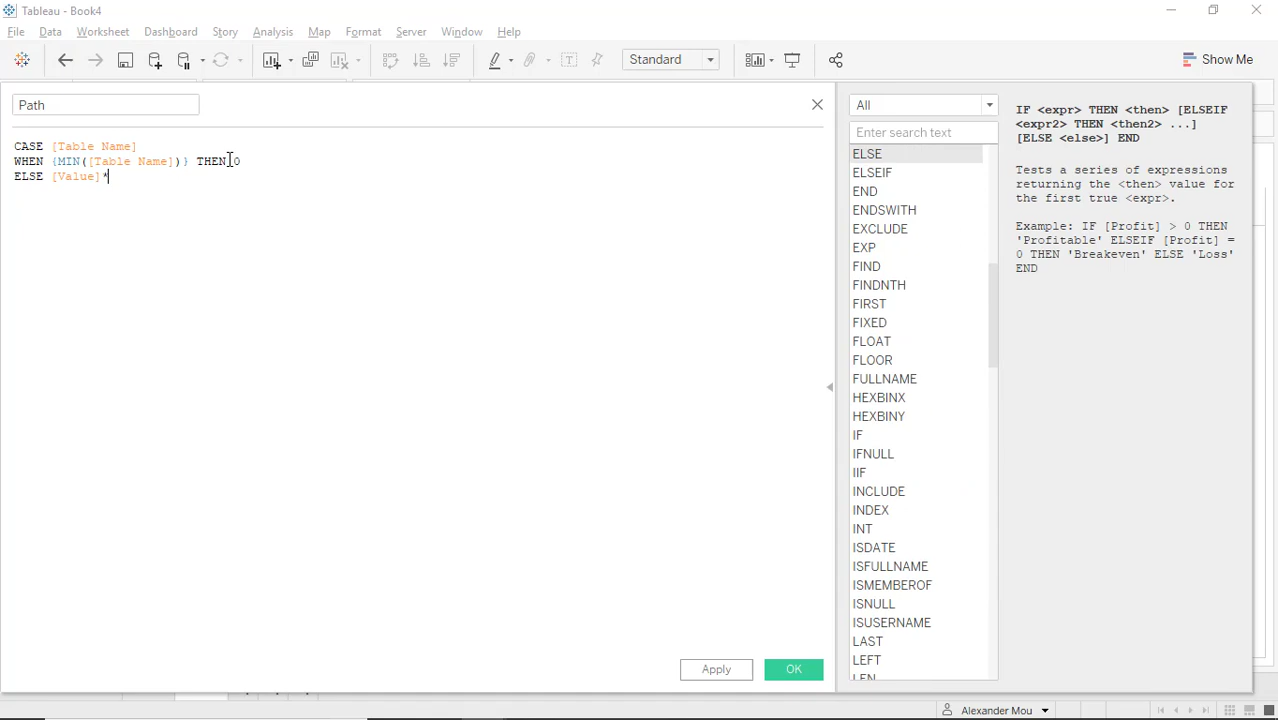 Tableau - Book4
File Data Worksheet Dashboard Story Analysis Map Format Server Window Help
Standard Show Me
Path
CASE [Table Name]
WHEN {MIN([Table Name])} THEN 0
ELSE [Value]*
Apply OK
All
Enter search text
ELSE
ELSEIF
END
ENDSWITH
EXCLUDE
EXP
FIND
FINDNTH
FIRST
FIXED
FLOAT
FLOOR
FULLNAME
HEXBINX
HEXBINY
IF
IFNULL
IIF
INCLUDE
INDEX
INT
ISDATE
ISFULLNAME
ISMEMBEROF
ISNULL
ISUSERNAME
LAST
LEFT
LEN
IF <expr> THEN <then> [ELSEIF
<expr2> THEN <then2> ...]
[ELSE <else>] END
Tests a series of expressions
returning the <then> value for
the first true <expr>.
Example: IF [Profit] > 0 THEN
'Profitable' ELSEIF [Profit] =
0 THEN 'Breakeven' ELSE 'Loss'
END
Alexander Mou